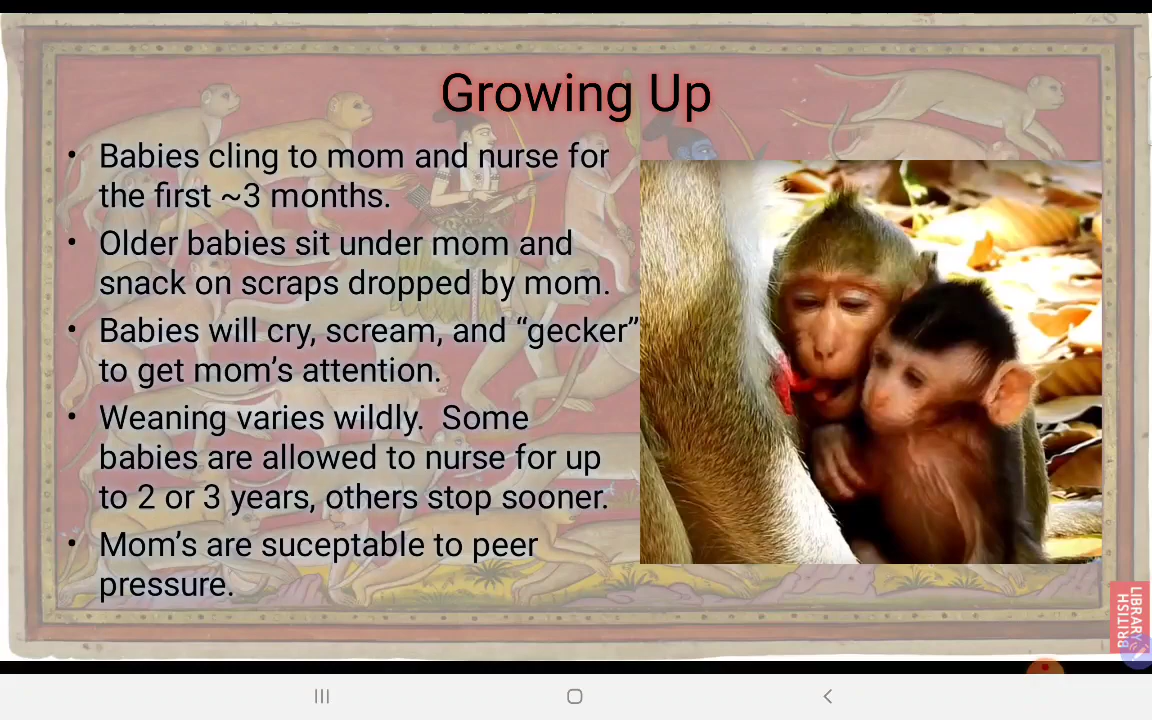 Growing Up
• Babies cling to mom and nurse for
the first ~3 months.
• Older babies sit under mom and
snack on scraps dropped by mom.
• Babies will cry, scream, and “gecker”
to get mom’s attention.
• Weaning varies wildly.  Some
babies are allowed to nurse for up
to 2 or 3 years, others stop sooner.
• Mom’s are suceptable to peer
pressure.
BRITISH
LIBRARY